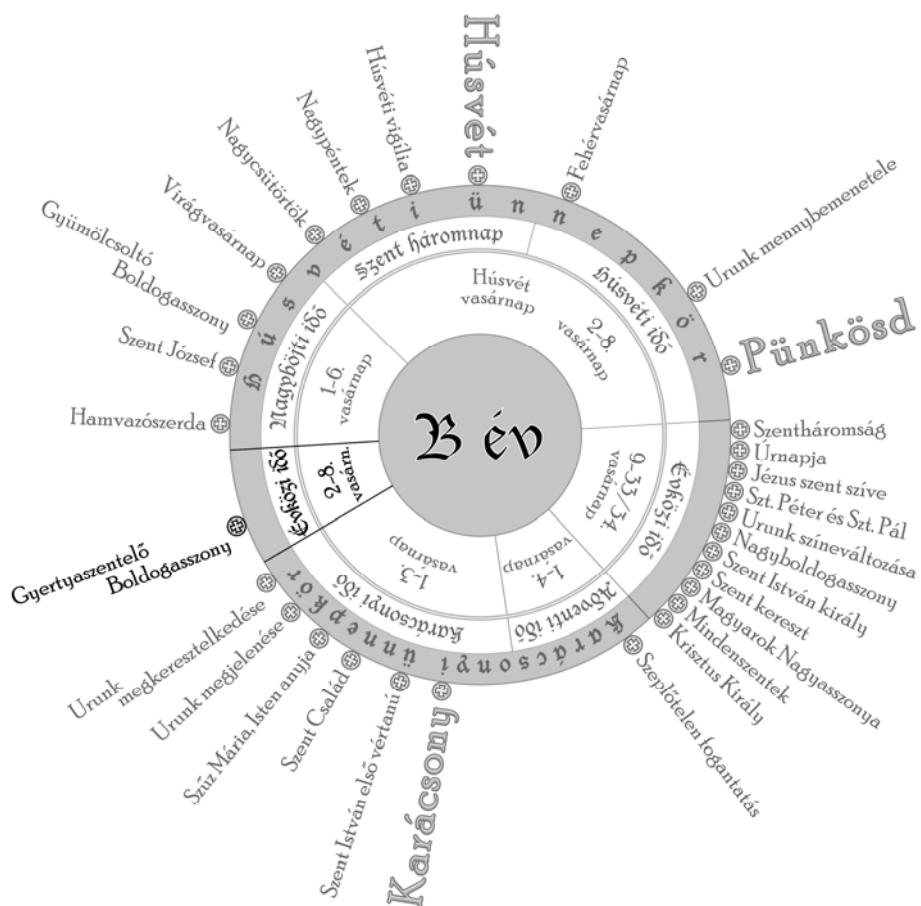 Húsvét
Fehérvasárnap
Urunk mennybemenetele
Pünkösd
Szentháromság
Úrnapja
Jézus szent szíve
Szt. Péter és Szt. Pál
Urunk színeváltozása
Nagyboldogasszony
Szent István király
Szent kereszt
Magyarok Nagyasszonya
Mindenszentek
Krisztus Király
Szeplőtelen fogantatás
Karácsony
Szent István első vértanú
Szent Család
Szűz Mária, Isten anyja
Urunk megjelenése
Urunk
megkeresztelkedése
Gyertyaszentelő
Boldogasszony
Hamvazószerda
Szent József
Gyümölcsoltó
Boldogasszony
Virágvasárnap
Nagycsütörtök
Nagypéntek
Húsvéti vigília
Húsvéti ünnepkör
Karácsonyi ünnepkör
Szent háromnap
Húsvéti idő
Évközi idő
Adventi idő
Karácsonyi idő
Évközi idő
Nagyböjti idő
Húsvét
vasárnap
2-8.
vasárnap
9-33/34.
vasárnap
1-4.
vasárnap
1-3.
vasárnap
2-8.
vasárn.
1-6.
vasárnap
B év